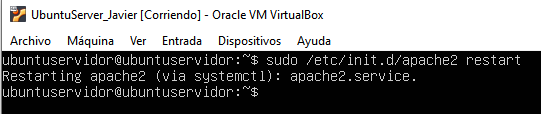 UbuntuServer_Javier [Corriendo] - Oracle VM VirtualBox
Archivo Máquina Ver Entrada Dispositivos Ayuda
ubuntuservidor@ubuntuservidor:~$ sudo /etc/init.d/apache2 restart
Restarting apache2 (via systemctl): apache2.service.
ubuntuservidor@ubuntuservidor:~$